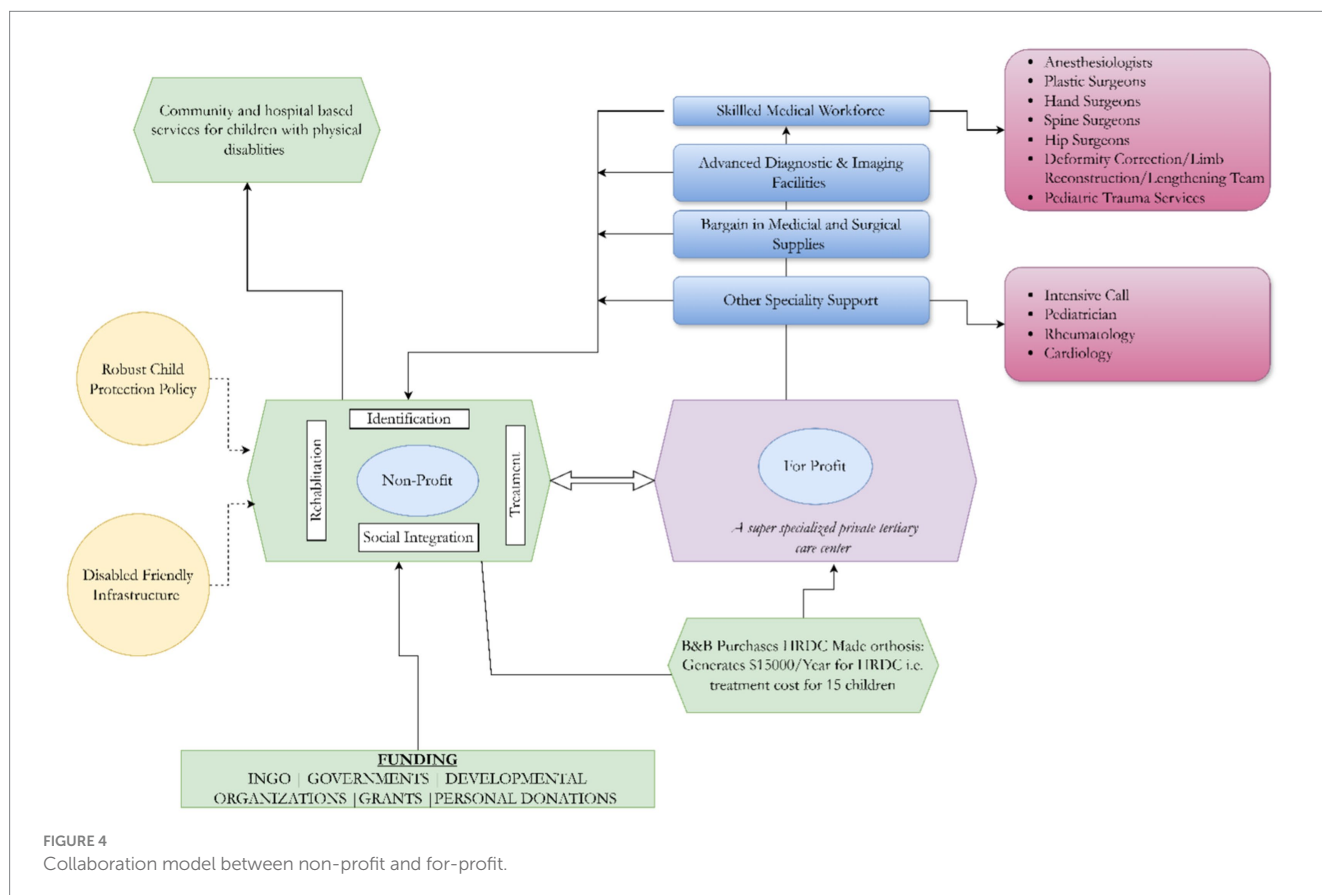 Community and hospital based
services for children with physical
disablities
Skillled Medical Workforce
Advanced Diagnostic & Imaging
Facilities
Bargain in Medicial and Surgical
Supplies
Other Speciality Support
• Anesthesiologists
• Plastic Surgeons
• Hand Surgeons
• Spine Surgeons
• Hip Surgeons
• Deformity Correction/Limb
Reconstruction/Lengthening Team
• Pediatric Trauma Services
• Intensive Call
• Pediatrician
• Rheumatology
• Cardiology
Robust Child
Protection Policy
Disabled Friendly
Infrastructure
Identification
Rehablitation
Non-Profit
Treatment
Social Integration
For Profit
A super specialized private tertiary
care center
B&B Purchases HRDC Made orthosis:
Generates $15000/Year for HRDC i.e.
treatment cost for 15 children
FUNDING
INGO | GOVERNMENTS | DEVELOPMENTAL
ORGANIZATIONS |GRANTS |PERSONAL DONATIONS
FIGURE 4
Collaboration model between non-profit and for-profit.